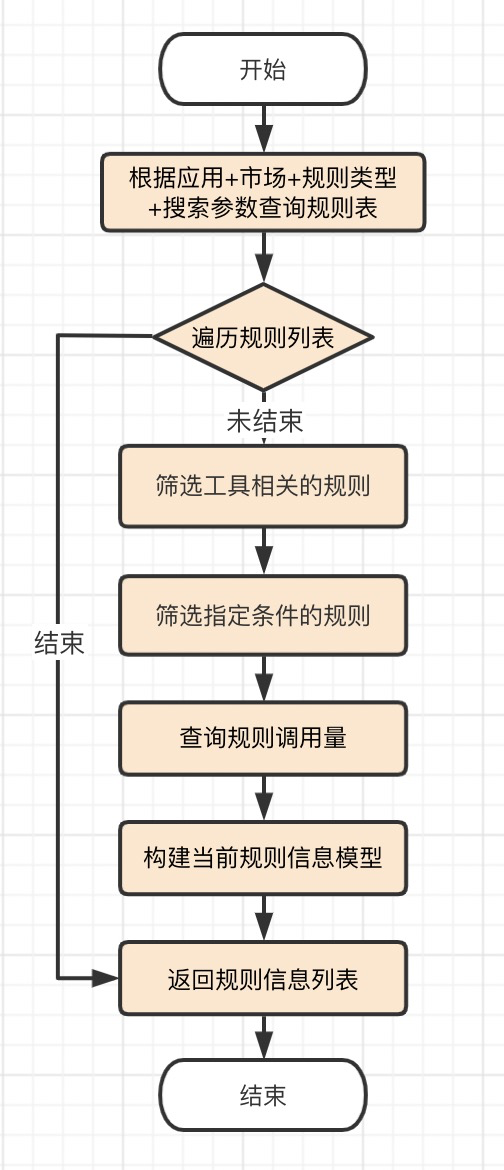 开始
根据应用+市场+规则类型
+搜索参数查询规则表
遍历规则列表
未结束
筛选工具相关的规则
筛选指定条件的规则
结束
查询规则调用量
构建当前规则信息模型
返回规则信息列表
结束